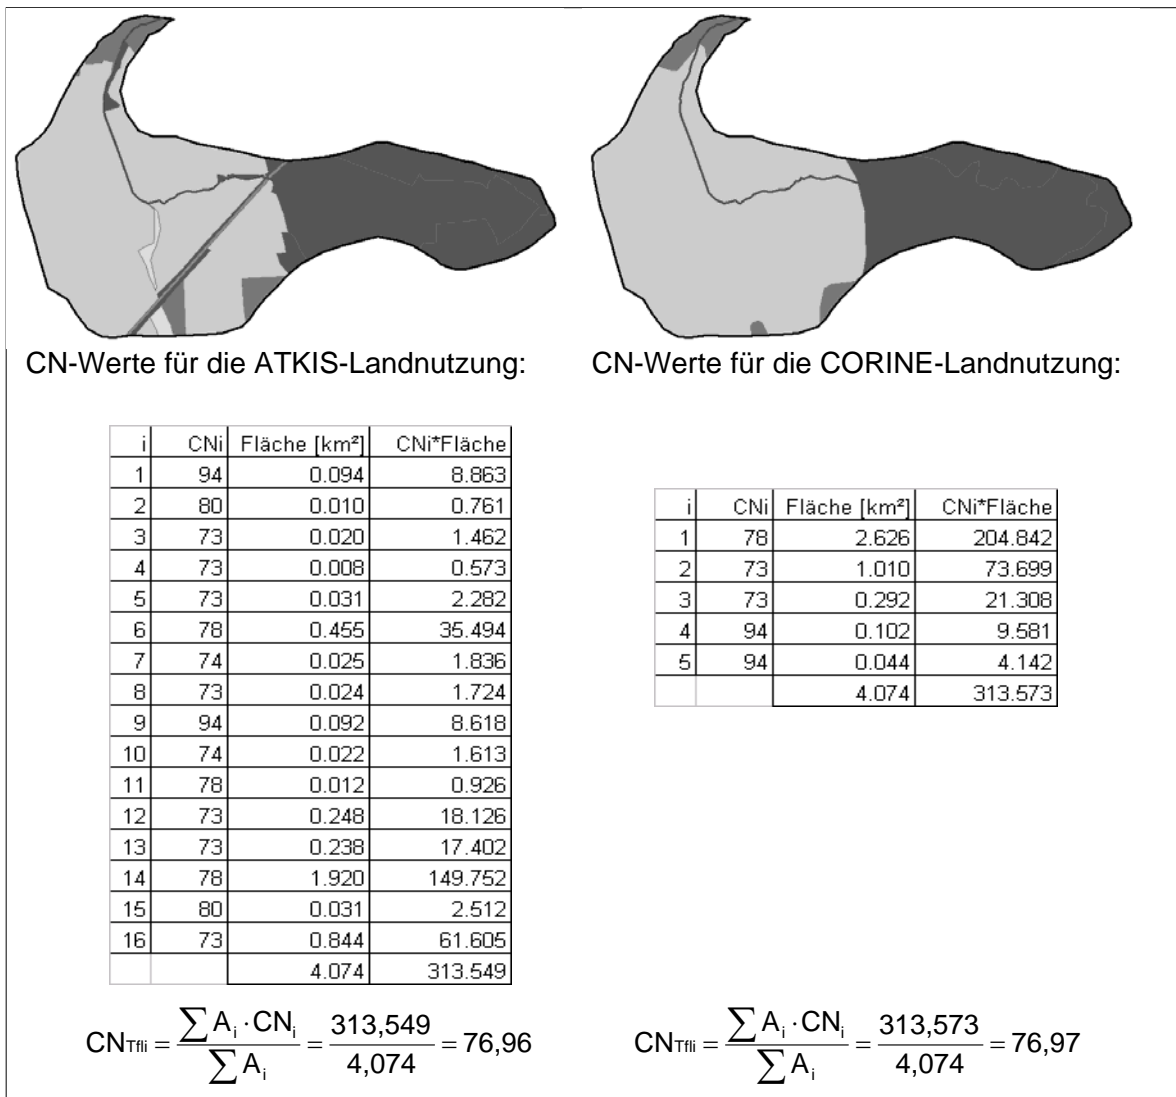 CN-Werte für die ATKIS-Landnutzung:
i CNi Fläche [km²] CNi*Fläche
1 94 0.094 8.863
2 80 0.010 0.761
3 73 0.020 1.462
4 73 0.008 0.573
5 73 0.031 2.282
6 78 0.455 35.494
7 74 0.025 1.836
8 73 0.024 1.724
9 94 0.092 8.618
10 74 0.022 1.613
11 78 0.012 0.926
12 73 0.248 18.126
13 73 0.238 17.402
14 78 1.920 149.752
15 80 0.031 2.512
16 73 0.844 61.605
4.074 313.549
CN_Tfli = ∑ A_i · CN_i / ∑ A_i = 313,549 / 4,074 = 76,96
CN-Werte für die CORINE-Landnutzung:
i CNi Fläche [km²] CNi*Fläche
1 78 2.626 204.842
2 73 1.010 73.699
3 73 0.292 21.308
4 94 0.102 9.581
5 94 0.044 4.142
4.074 313.573
CN_Tfli = ∑ A_i · CN_i / ∑ A_i = 313,573 / 4,074 = 76,97